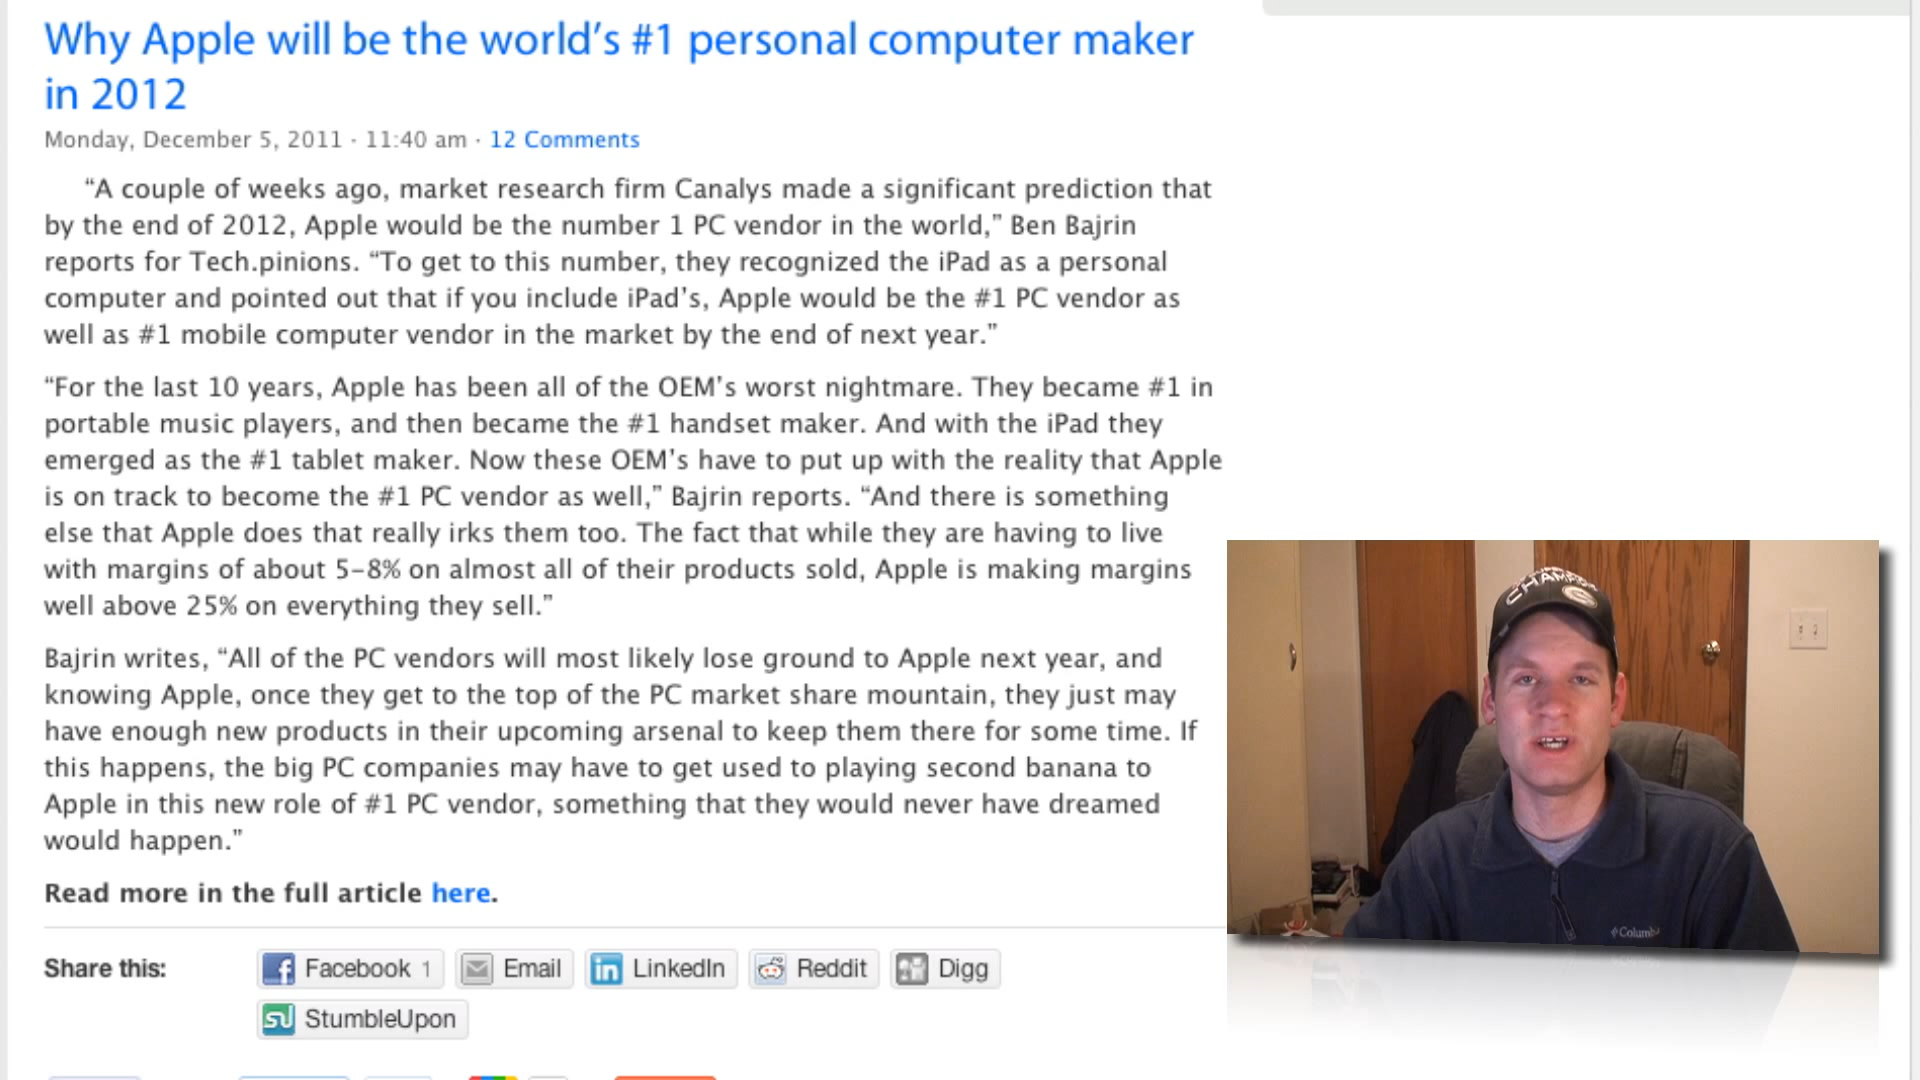 Why Apple will be the world’s #1 personal computer maker
in 2012
Monday, December 5, 2011 · 11:40 am · 12 Comments
“A couple of weeks ago, market research firm Canalys made a significant prediction that
by the end of 2012, Apple would be the number 1 PC vendor in the world,” Ben Bajrin
reports for Tech.pinions. “To get to this number, they recognized the iPad as a personal
computer and pointed out that if you include iPad’s, Apple would be the #1 PC vendor as
well as #1 mobile computer vendor in the market by the end of next year.”
“For the last 10 years, Apple has been all of the OEM’s worst nightmare. They became #1 in
portable music players, and then became the #1 handset maker. And with the iPad they
emerged as the #1 tablet maker. Now these OEM’s have to put up with the reality that Apple
is on track to become the #1 PC vendor as well,” Bajrin reports. “And there is something
else that Apple does that really irks them too. The fact that while they are having to live
with margins of about 5–8% on almost all of their products sold, Apple is making margins
well above 25% on everything they sell.”
Bajrin writes, “All of the PC vendors will most likely lose ground to Apple next year, and
knowing Apple, once they get to the top of the PC market share mountain, they just may
have enough new products in their upcoming arsenal to keep them there for some time. If
this happens, the big PC companies may have to get used to playing second banana to
Apple in this new role of #1 PC vendor, something that they would never have dreamed
would happen.”
Read more in the full article here.
Share this:
Facebook 1
Email
LinkedIn
Reddit
Digg
StumbleUpon
Columbia